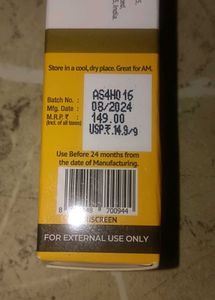 India.
Store in a cool, dry place. Great for AM.
Batch No. : AS4H016
Mfg. Date : 08/2024
M.R.P. ₹ : 149.00
(Incl. of all taxes)
USP.₹.14.9/g
Use Before 24 months from
the date of Manufacturing.
700944
SCREEN
FOR EXTERNAL USE ONLY